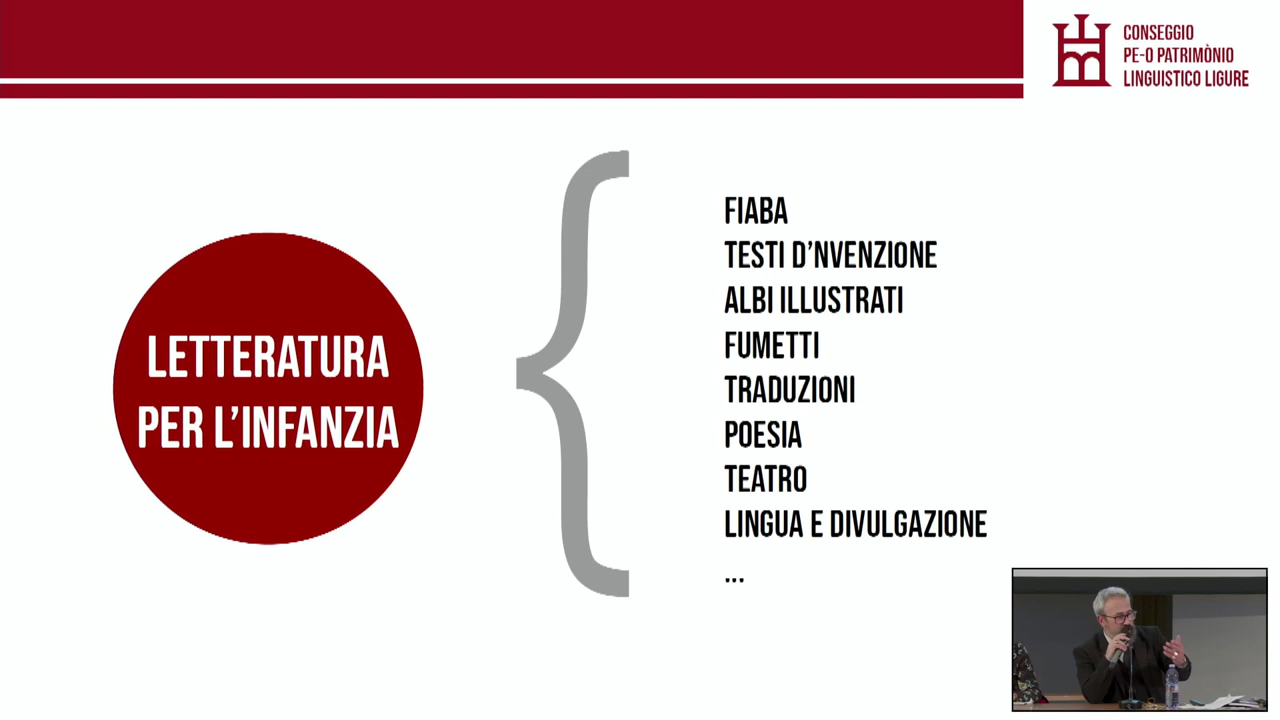 CONSEGGIO
PE-O PATRIMÒNIO
LINGUISTICO LIGURE
LETTERATURA
PER L'INFANZIA
FIABA
TESTI D'NVENZIONE
ALBI ILLUSTRATI
FUMETTI
TRADUZIONI
POESIA
TEATRO
LINGUA E DIVULGAZIONE
...